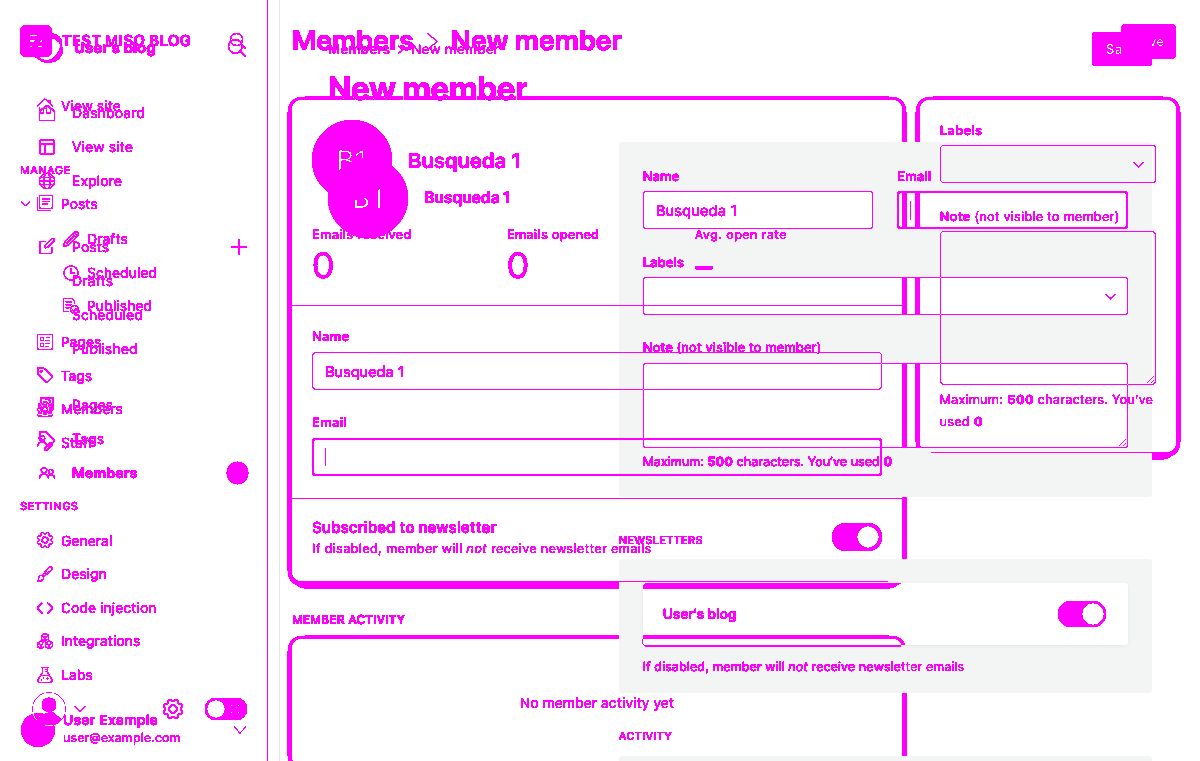 TEST MISO BLOG
User's blog
View site
Dashboard
View site
MANAGE
Explore
Posts
Drafts
Posts
Scheduled
Drafts
Published
Scheduled
Pages
Published
Tags
Pages
Members
Tags
Staff
Members
SETTINGS
General
Design
Code injection
Integrations
Labs
User Example
user@example.com
Members > New member
Members > New member
New member
B1
Busqueda 1
B1
Busqueda 1
Emails received
Emails opened
Avg. open rate
0
0
Name
Busqueda 1
Email
Subscribed to newsletter
If disabled, member will not receive newsletter emails
MEMBER ACTIVITY
No member activity yet
Name
Busqueda 1
Email
Labels
Note (not visible to member)
Maximum: 500 characters. You've used 0
NEWSLETTERS
User's blog
If disabled, member will not receive newsletter emails
ACTIVITY
Labels
Note (not visible to member)
Maximum: 500 characters. You've
used 0